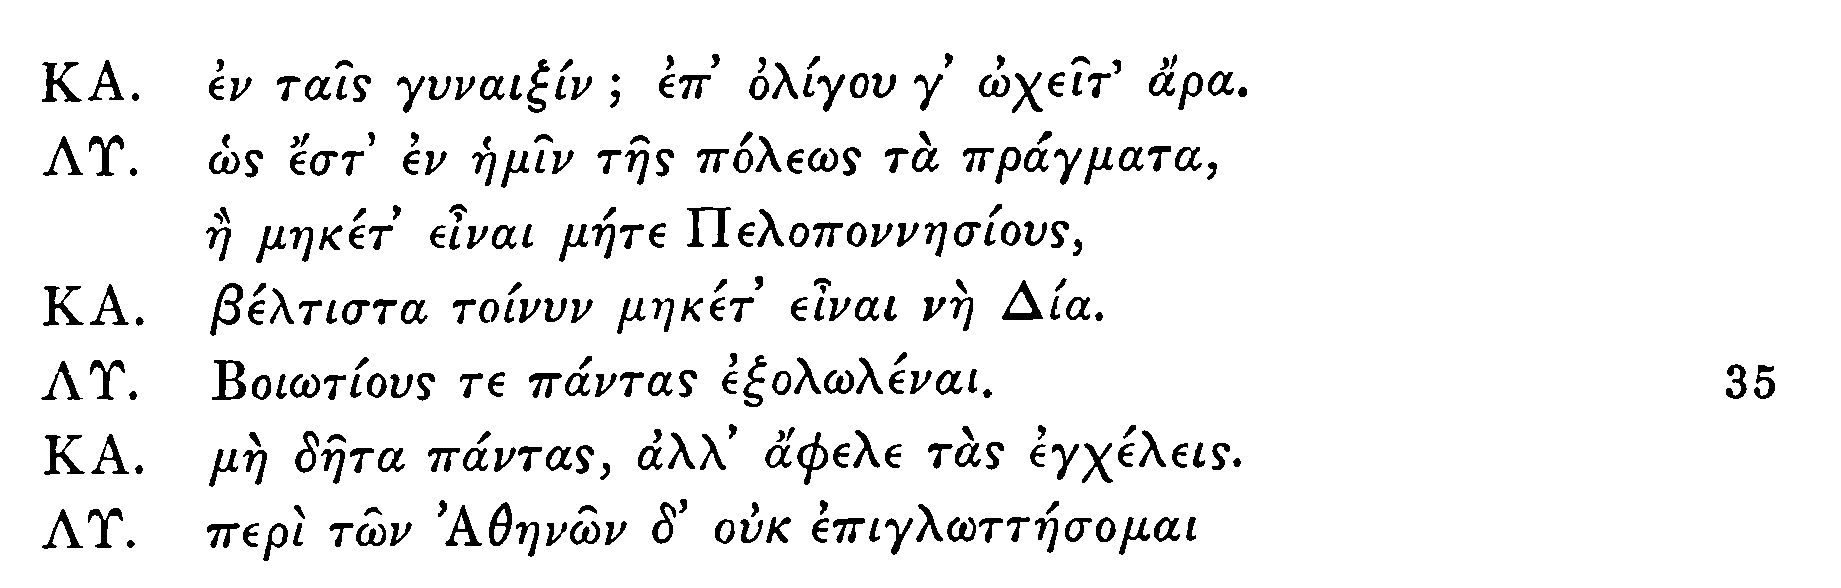 ΚΑ. ἐν ταῖς γυναιξίν; ἐπ’ ὀλίγου γ’ ὠχεῖτ’ ἄρα.
ΛΥ. ὡς ἔστ’ ἐν ἡμῖν τῆς πόλεως τὰ πράγματα,
ἢ μηκέτ’ εἶναι μήτε Πελοποννησίους,
ΚΑ. βέλτιστα τοίνυν μηκέτ’ εἶναι νὴ Δία.
ΛΥ. Βοιωτίους τε πάντας ἐξολωλέναι. 35
ΚΑ. μὴ δῆτα πάντας, ἀλλ’ ἄφελε τὰς ἐγχέλεις.
ΛΥ. περὶ τῶν Ἀθηνῶν δ’ οὐκ ἐπιγλωττήσομαι